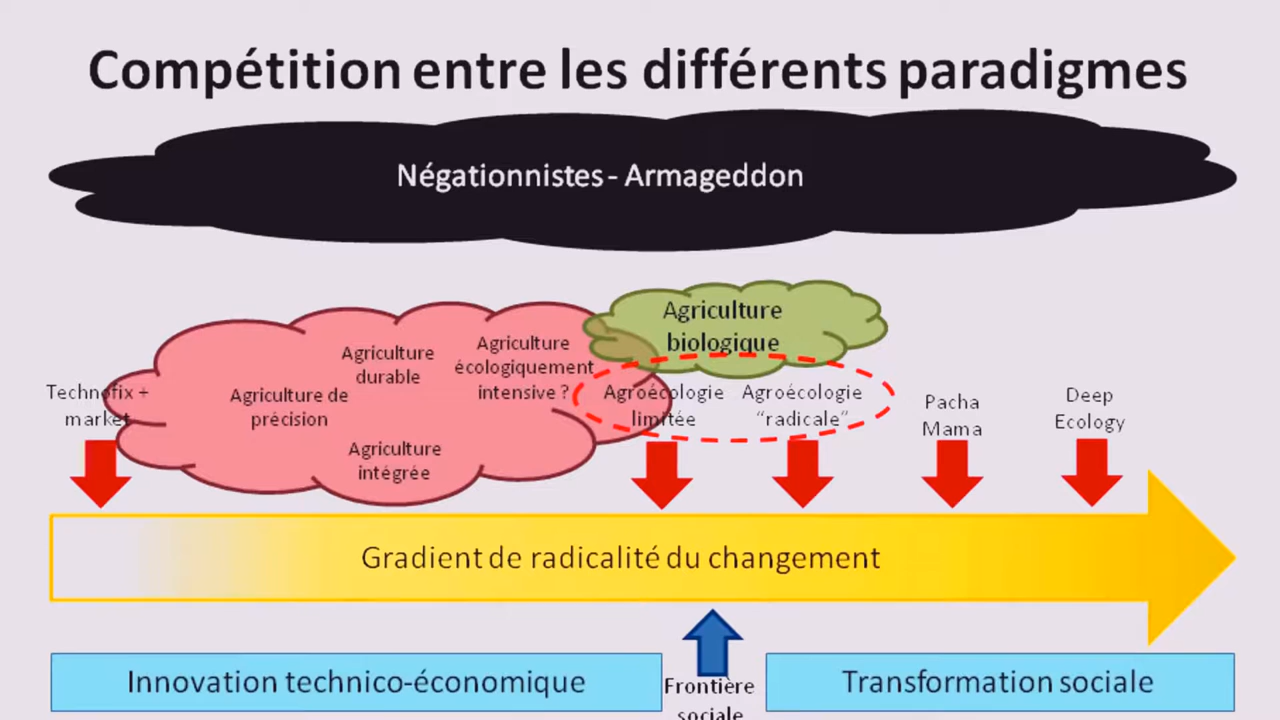 Compétition entre les différents paradigmes
Négationnistes - Armageddon
Agriculture
biologique
Agriculture
écologiquement
intensive ?
Agriculture
durable
Technofix +
market
Agriculture de
précision
Agriculture
intégrée
Agroécologie
limitée
Agroécologie
“radicale”
Pacha
Mama
Deep
Ecology
Gradient de radicalité du changement
Innovation technico-économique
Frontière
sociale
Transformation sociale